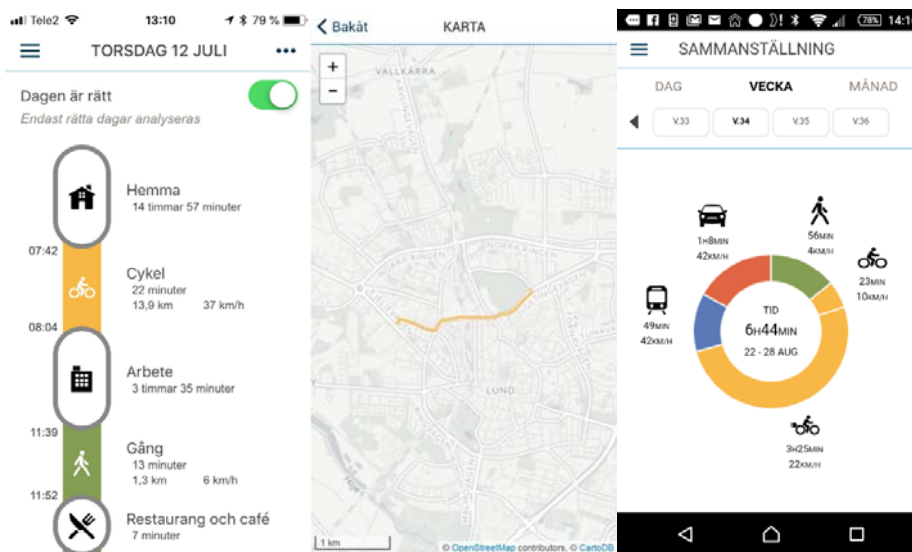 Tele2 13:10 79 %
TORSDAG 12 JULI
Dagen är rätt
Endast rätta dagar analyseras
Hemma
14 timmar 57 minuter
07:42
Cykel
22 minuter
13,9 km 37 km/h
08:04
Arbete
3 timmar 35 minuter
11:39
Gång
13 minuter
1,3 km 6 km/h
11:52
Restaurang och café
7 minuter
Bakåt KARTA
+
−
VALLKÄRRA
NORRA RINGEN
LUND
1 km
© OpenStreetMap contributors, © CartoDB
78% 14:1
SAMMANSTÄLLNING
DAG VECKA MÅNAD
V.33 V.34 V.35 V.36
1H8MIN
42KM/H
56MIN
4KM/H
23MIN
10KM/H
49MIN
42KM/H
TID
6H44MIN
22 - 28 AUG
3H25MIN
22KM/H